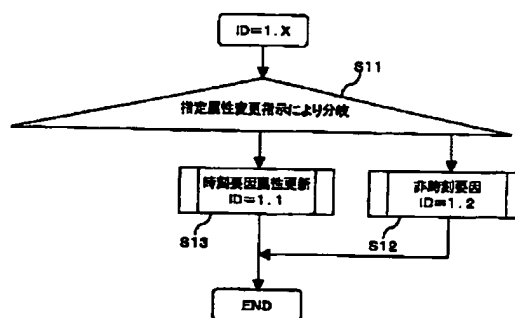 ID=1.X
S11
指定属性変更指示により分岐
時刻要因属性更新
ID=1.1
非時刻要因
ID=1.2
S13
S12
END